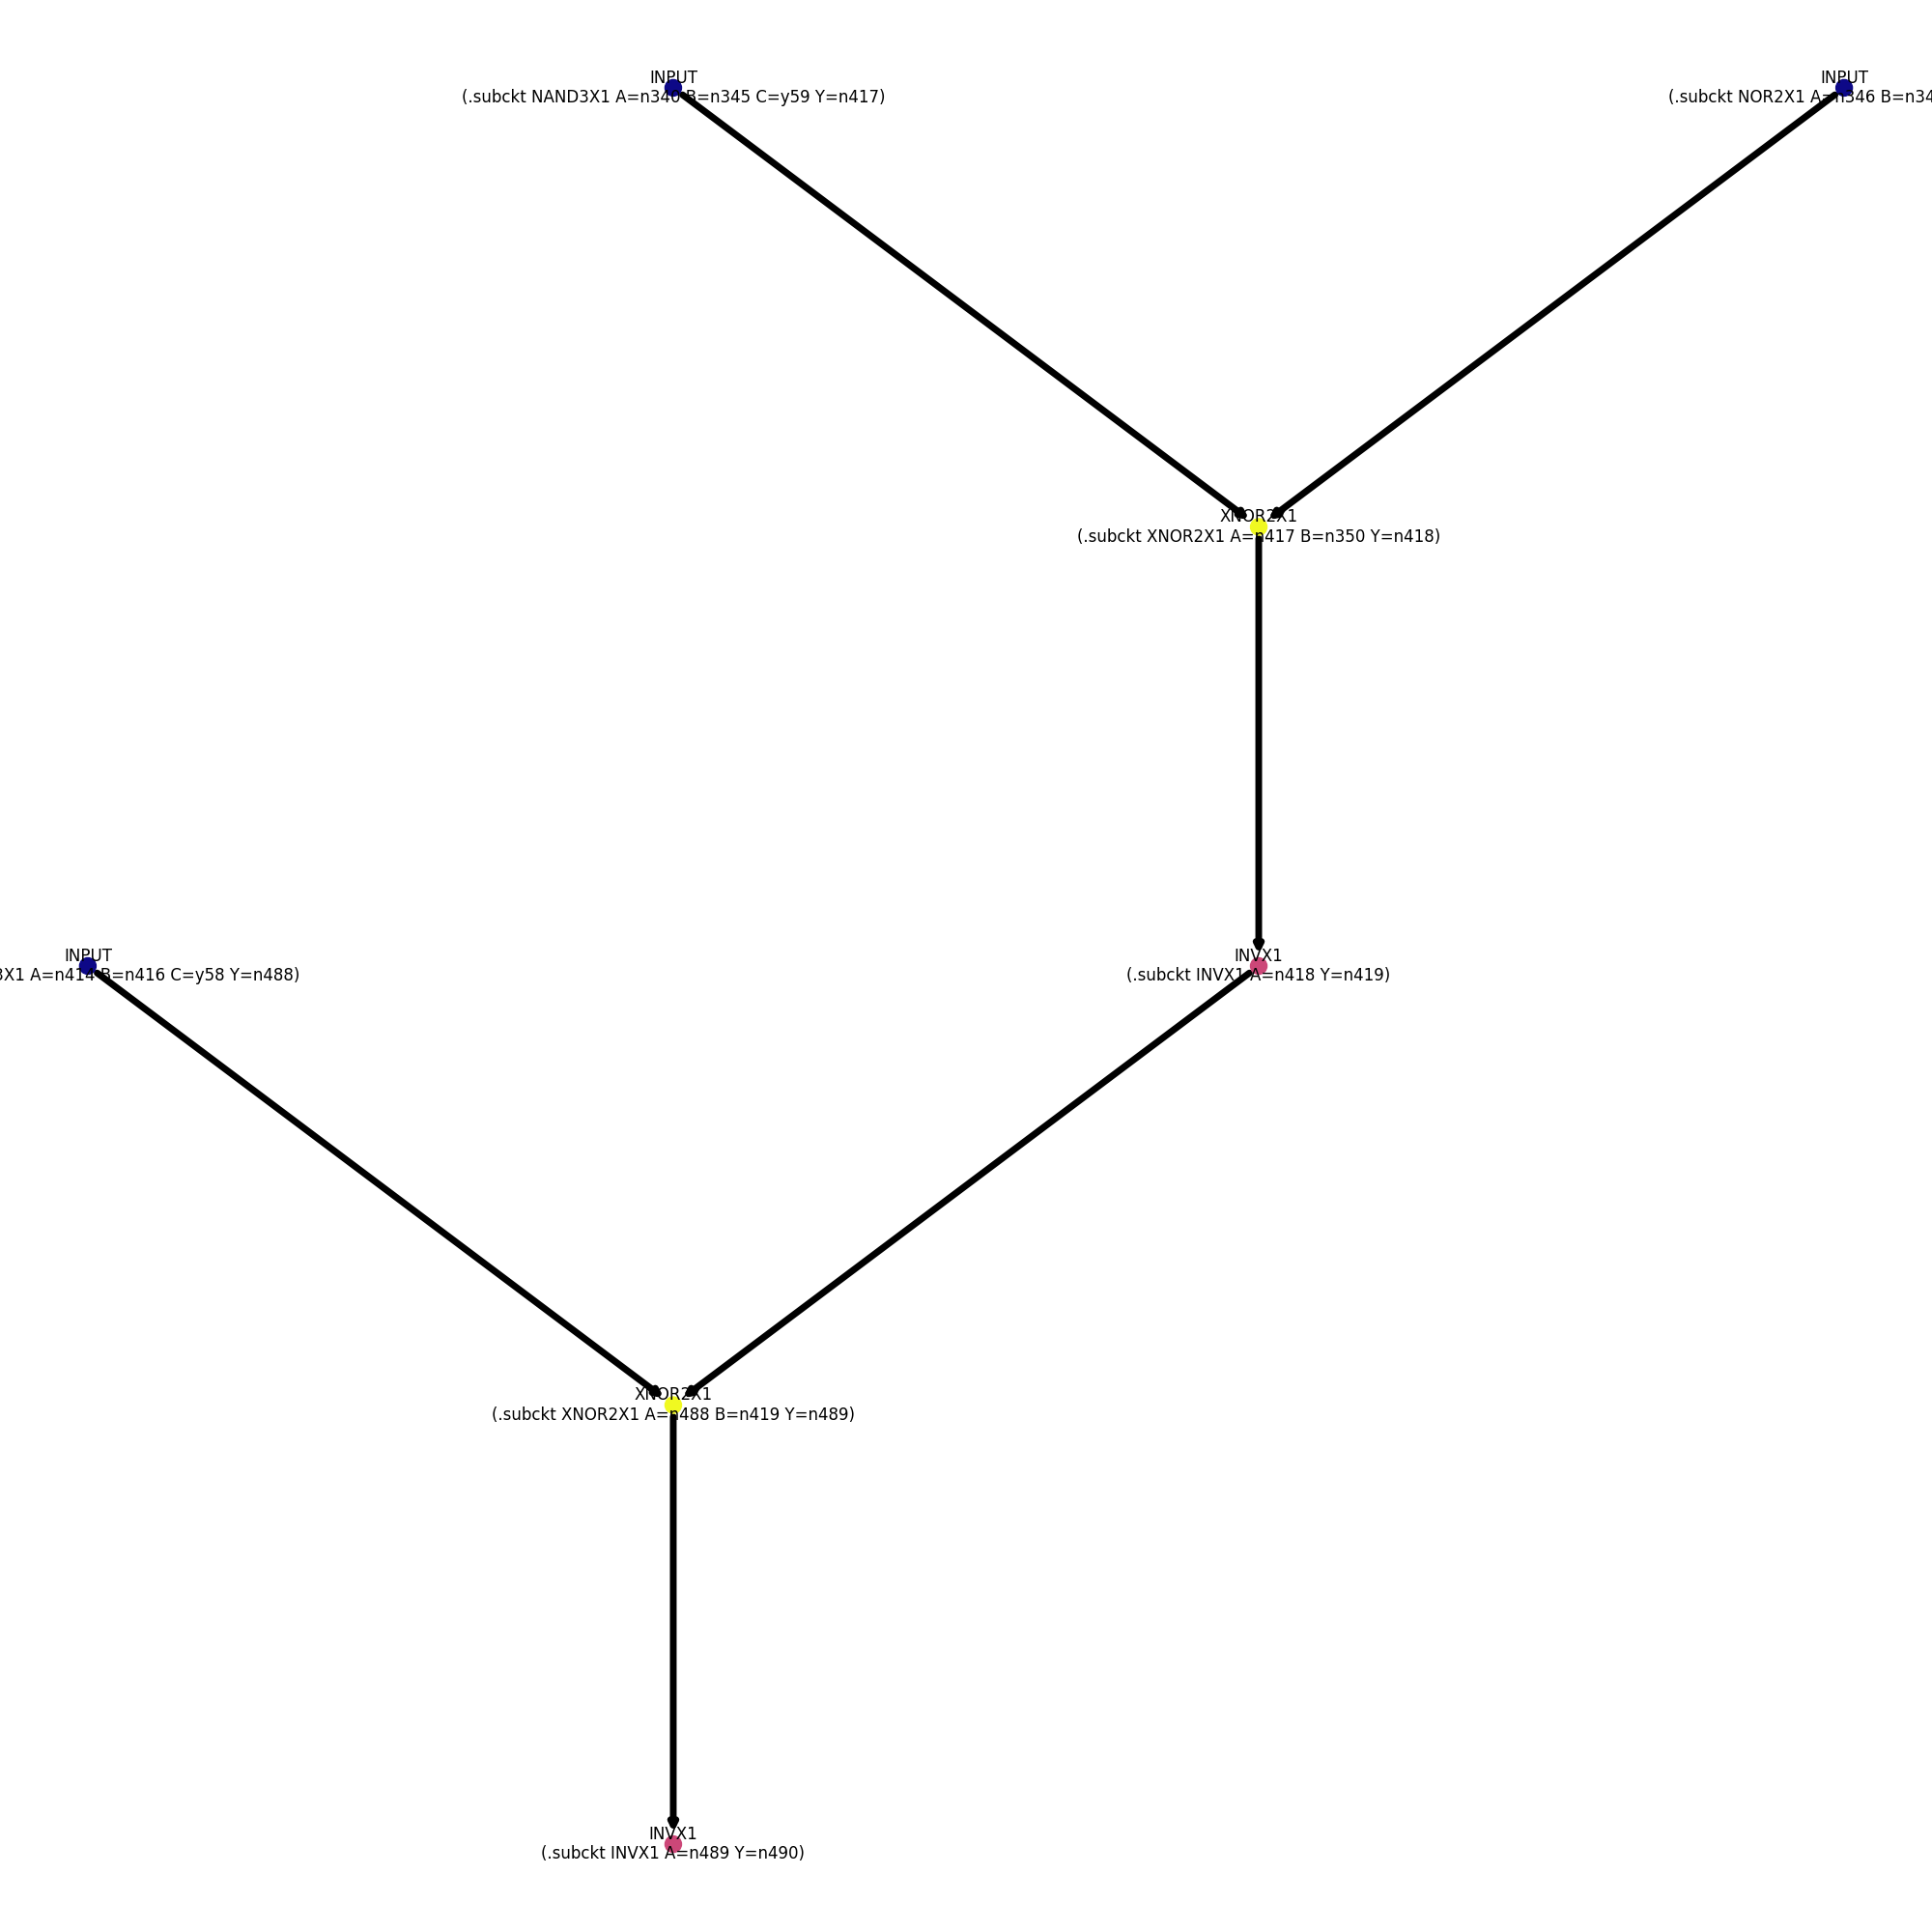 INPUT
(.subckt NAND3X1 A=n340 B=n345 C=y59 Y=n417)
INPUT
(.subckt NOR2X1 A=n346 B=n34
XNOR2X1
(.subckt XNOR2X1 A=n417 B=n350 Y=n418)
INPUT
3X1 A=n414 B=n416 C=y58 Y=n488)
INVX1
(.subckt INVX1 A=n418 Y=n419)
XNOR2X1
(.subckt XNOR2X1 A=n488 B=n419 Y=n489)
INVX1
(.subckt INVX1 A=n489 Y=n490)